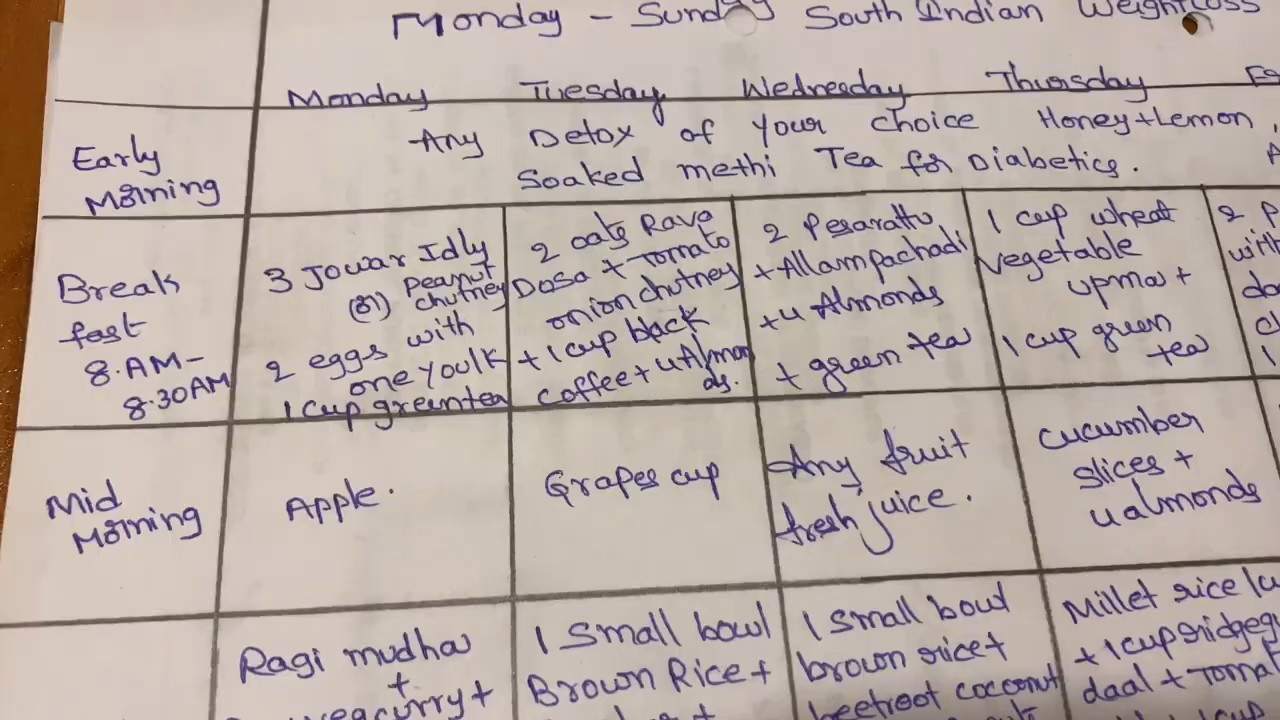 Monday - Sunday South Indian Weightloss
Monday Tuesday Wednesday Thursday
Early Morning
Any Detox of your choice Honey+Lemon,
Soaked methi Tea for Diabetics.
Break fast
8.AM-
8.30AM
3 Jowar Idly
(or) peanut chutney
2 eggs with
one youlk
1 cup greentea
2 oats Rava
Dosa + Tomato
onion chutney
+ 1 cup black
coffee + 4 Almon
ds.
2 Pesarattu
+ Allampachadi
+ 4 Almonds
+ green tea
1 cup wheat
vegetable
upma +
1 cup green
tea
2 P
Mid
Morning
Apple.
Grapes cup
Any fruit
fresh juice.
cucumber
slices +
4 almonds
Ragi mudha
+
1 Small bowl
Brown Rice +
1 Small bowl
brown rice +
beetroot coconut
Millet rice
+ 1 cup
daal +